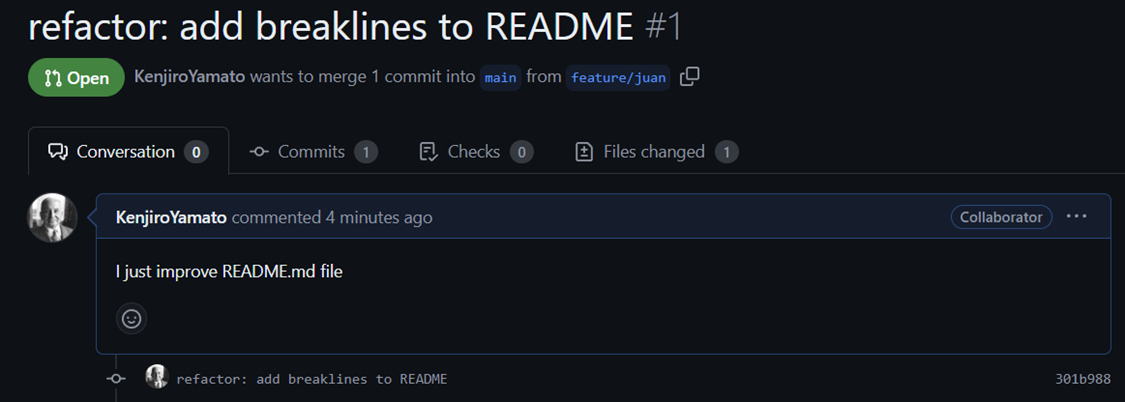 refactor: add breaklines to README #1
Open KenjiroYamato wants to merge 1 commit into main from feature/juan
Conversation 0 Commits 1 Checks 0 Files changed 1
KenjiroYamato commented 4 minutes ago Collaborator ...
I just improve README.md file
refactor: add breaklines to README 301b988